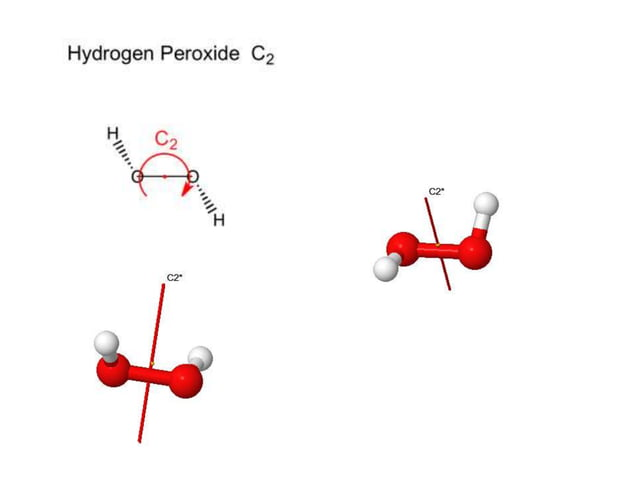 Hydrogen Peroxide C₂
H
C₂
O O
H
C2*
C2*